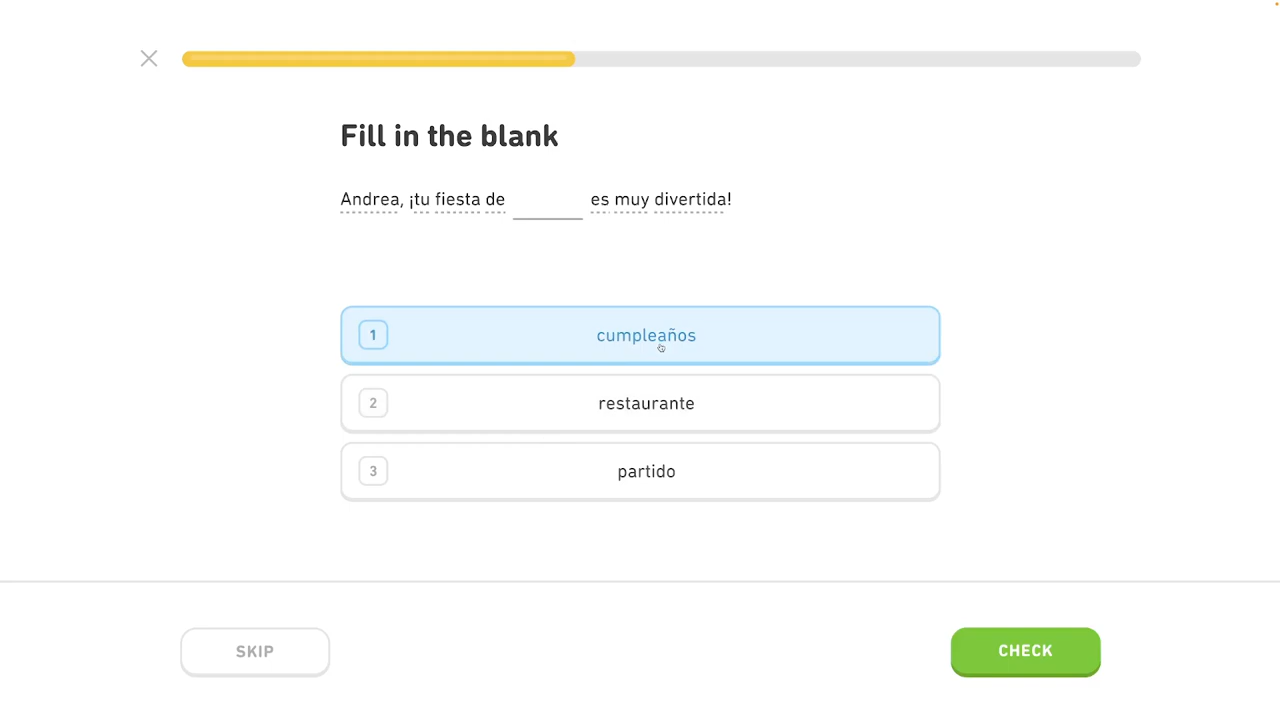 Fill in the blank
Andrea, ¡tu fiesta de ______ es muy divertida!
1 cumpleaños
2 restaurante
3 partido
SKIP CHECK